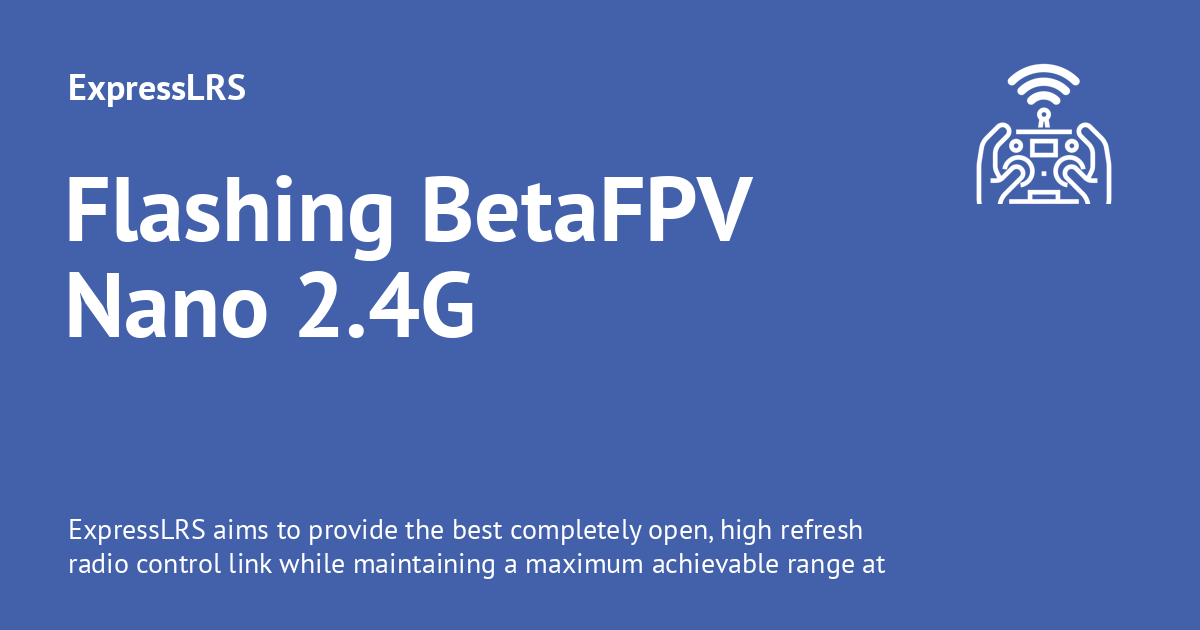 ExpressLRS
Flashing BetaFPV
Nano 2.4G
ExpressLRS aims to provide the best completely open, high refresh
radio control link while maintaining a maximum achievable range at